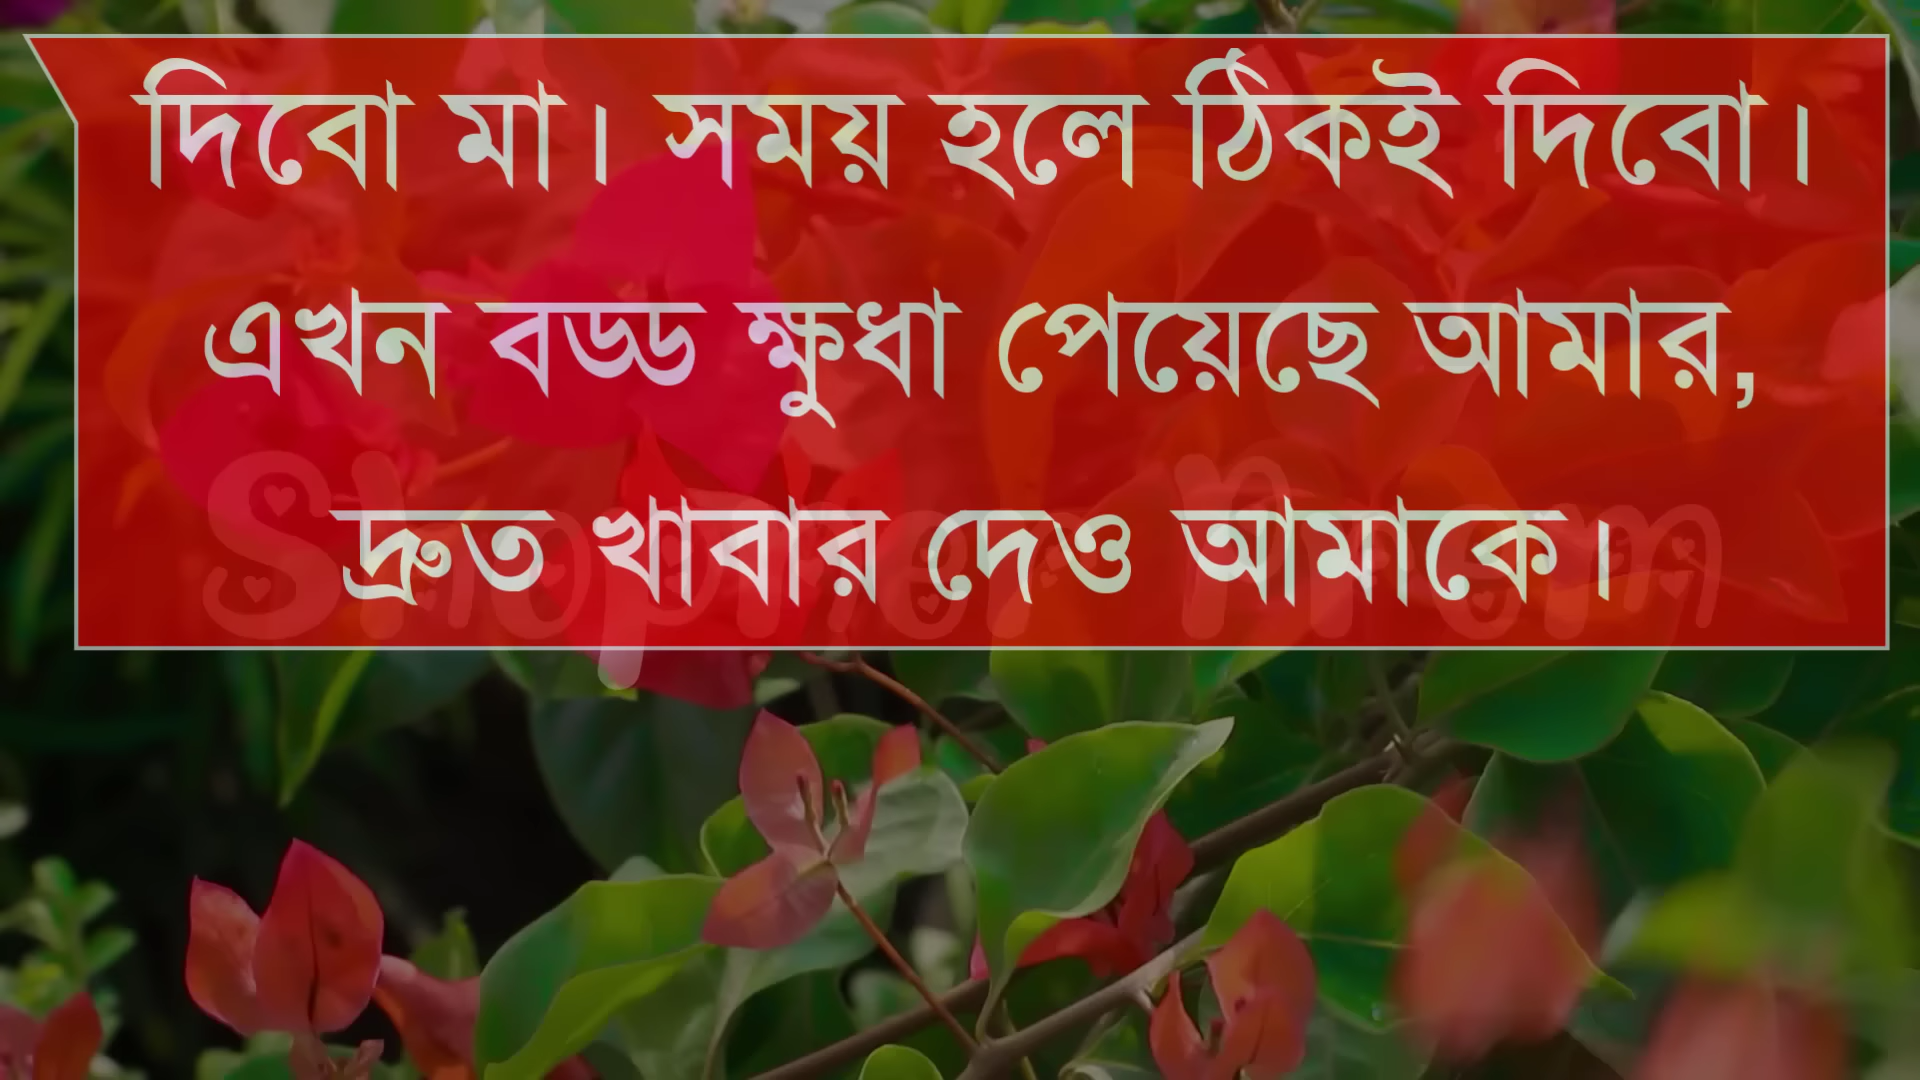 দিবো মা। সময় হলে ঠিকই দিবো।
এখন বড্ড ক্ষুধা পেয়েছে আমার,
দ্রুত খাবার দেও আমাকে।